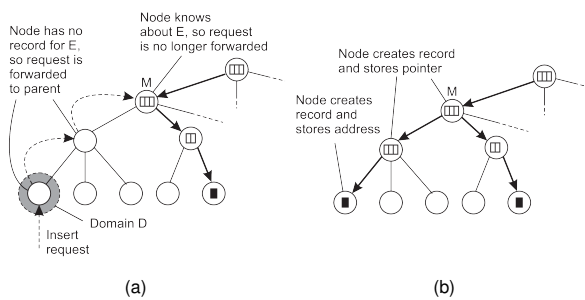 Node has no
record for E,
so request is
forwarded
to parent
Node knows
about E, so request
is no longer forwarded
M
Domain D
Insert
request
(a)
Node creates record
and stores pointer
Node creates
record and
stores address
M
(b)